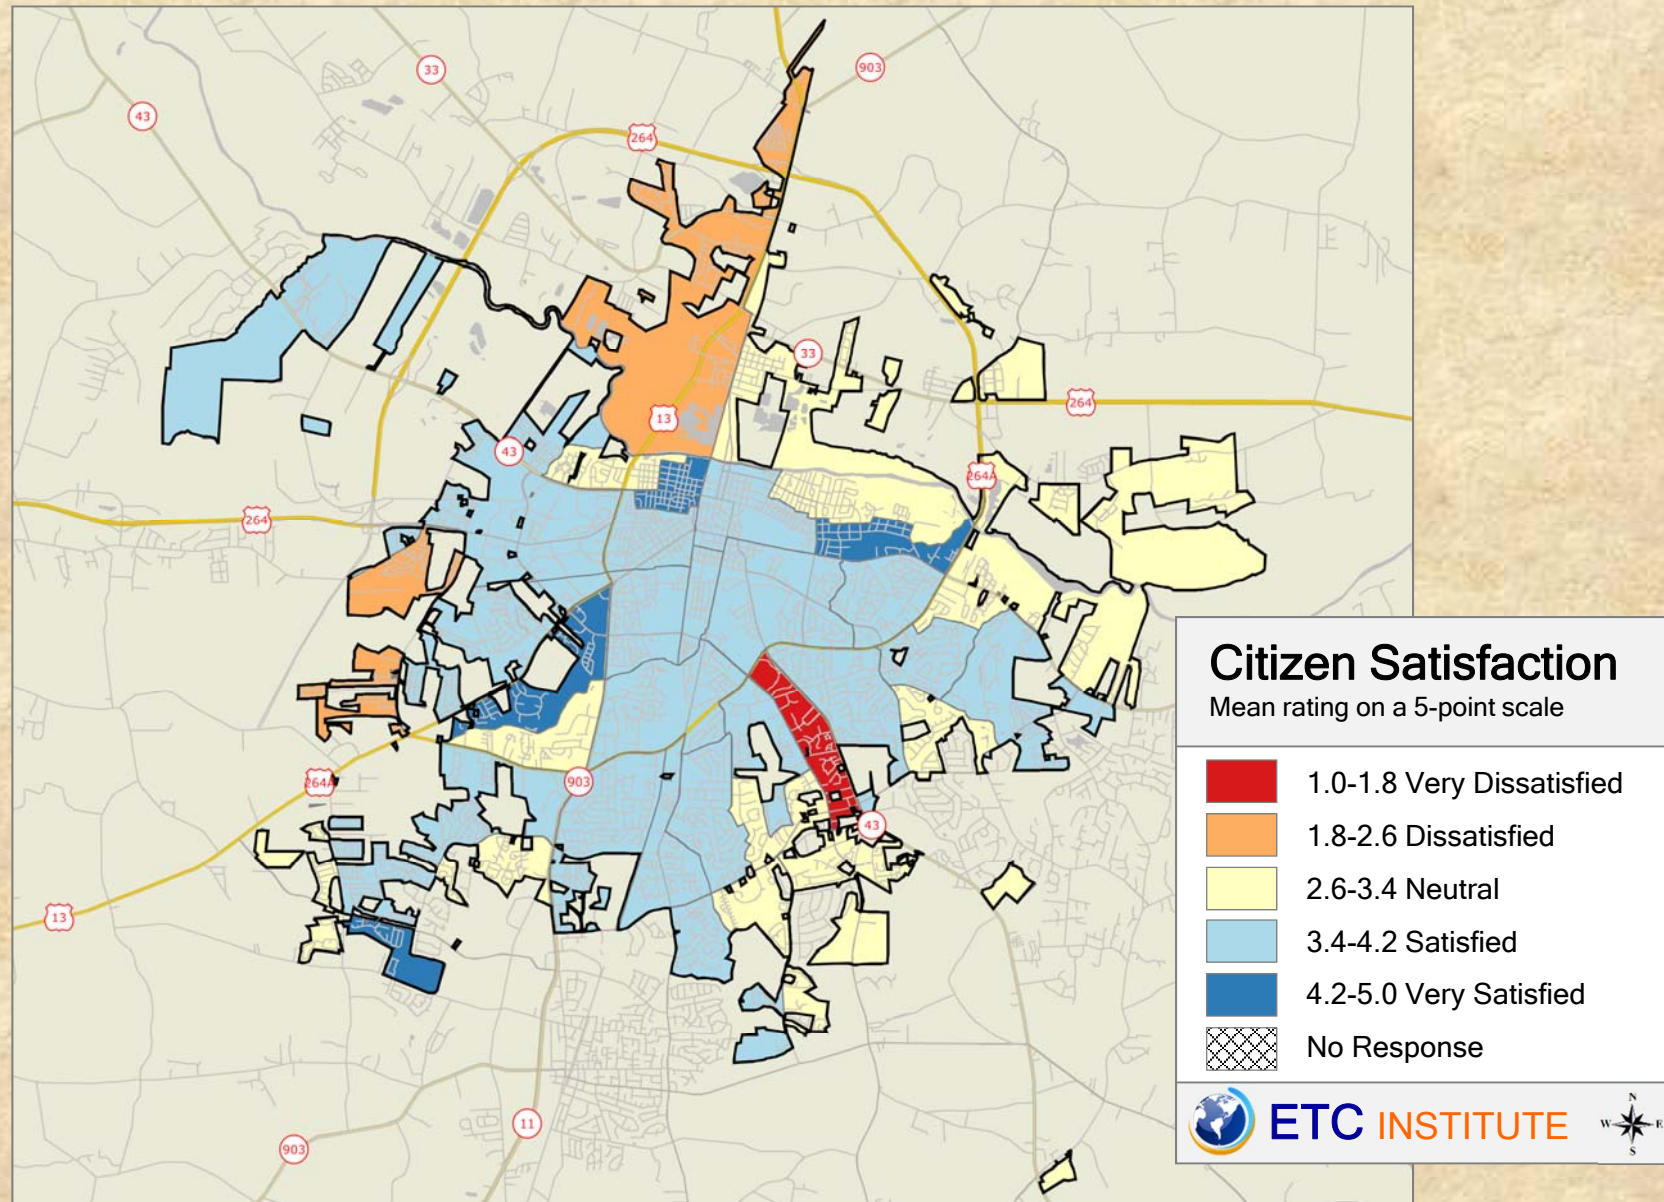 903
33
43
264
33
264
13
43
264A
264
903
264A
43
13
11
903
Citizen Satisfaction
Mean rating on a 5-point scale
1.0-1.8 Very Dissatisfied
1.8-2.6 Dissatisfied
2.6-3.4 Neutral
3.4-4.2 Satisfied
4.2-5.0 Very Satisfied
No Response
ETC INSTITUTE
N
W E
S